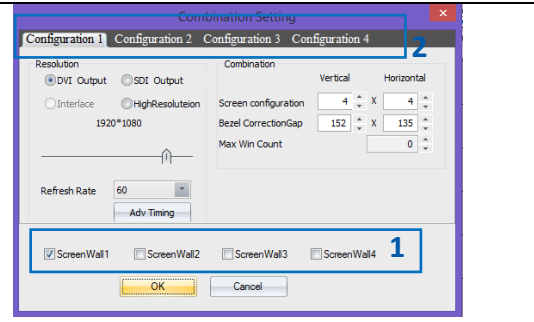 Combination Setting
Configuration 1 Configuration 2 Configuration 3 Configuration 4
2
Resolution
DVI Output SDI Output
Interlace HighResoluteion
1920*1080
Refresh Rate 60
Adv Timing
Combination
Vertical Horizontal
Screen configuration 4 X 4
Bezel CorrectionGap 152 X 135
Max Win Count 0
ScreenWall1 ScreenWall2 ScreenWall3 ScreenWall4 1
OK Cancel